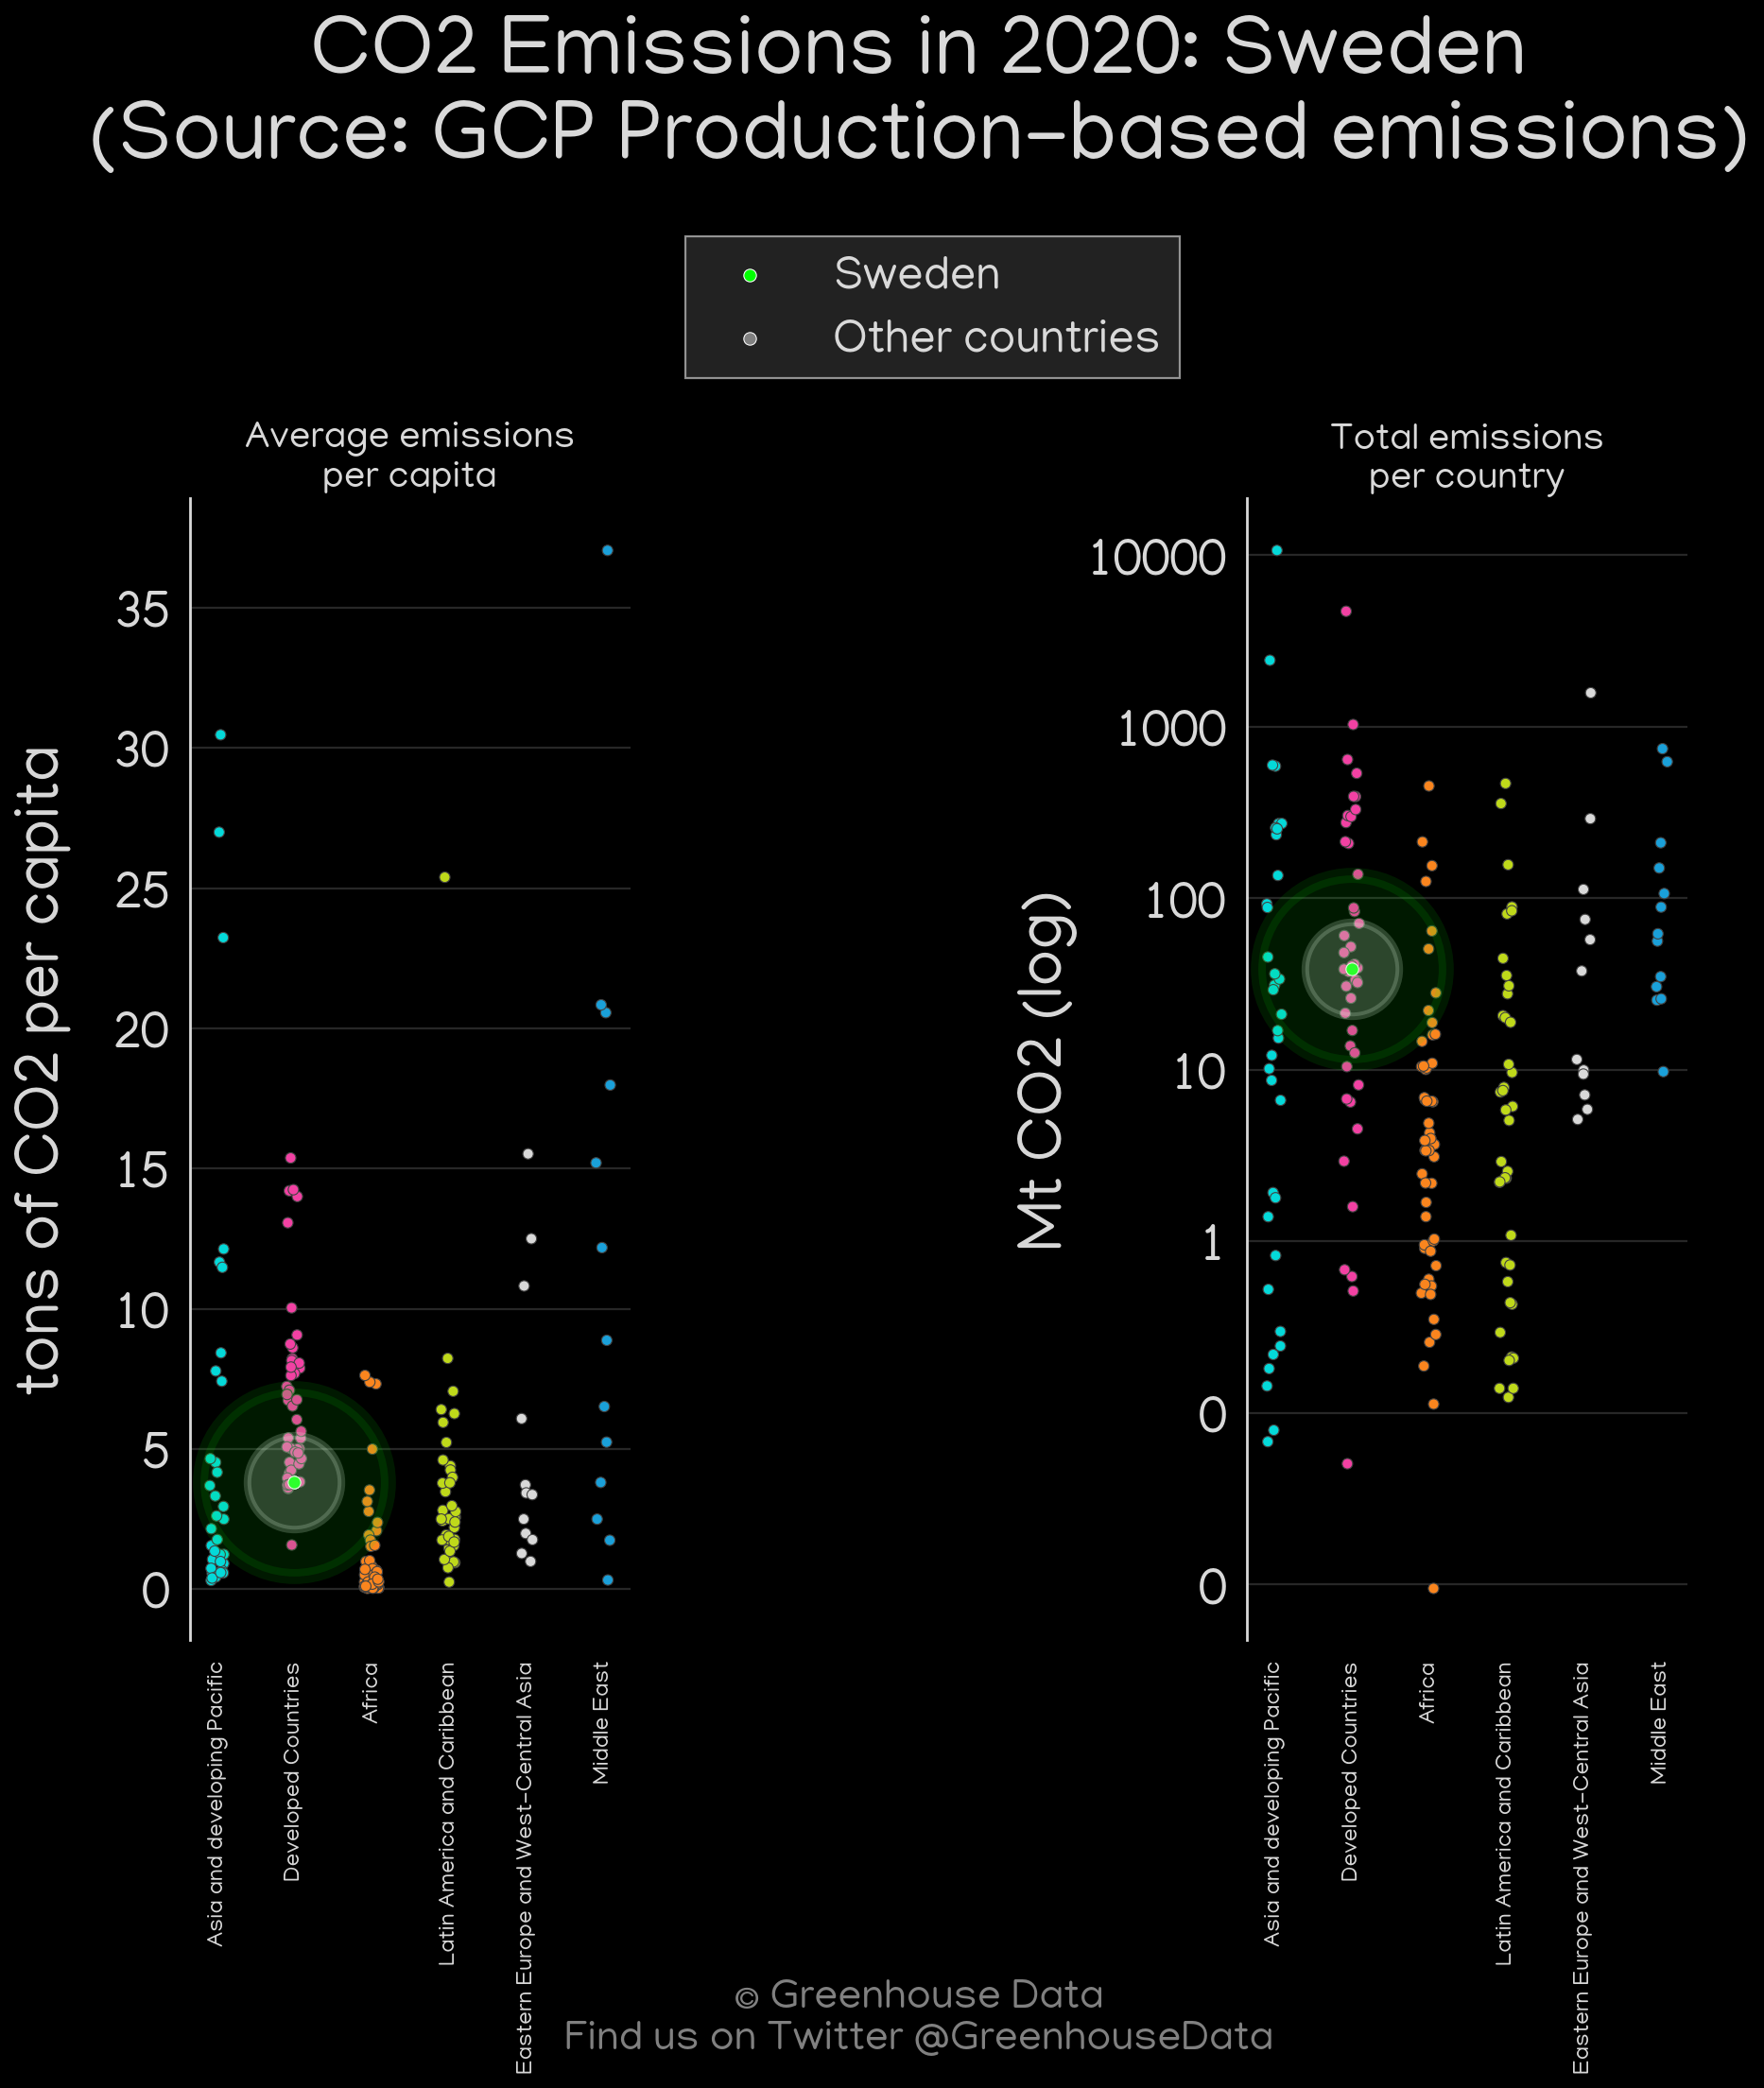 CO2 Emissions in 2020: Sweden
(Source: GCP Production-based emissions)
Sweden
Other countries
Average emissions
per capita
tons of CO2 per capita
35
30
25
20
15
10
5
0
Asia and developing Pacific
Developed Countries
Africa
Latin America and Caribbean
Eastern Europe and West-Central Asia
Middle East
Total emissions
per country
Mt CO2 (log)
10000
1000
100
10
1
0
0
Asia and developing Pacific
Developed Countries
Africa
Latin America and Caribbean
Eastern Europe and West-Central Asia
Middle East
© Greenhouse Data
Find us on Twitter @GreenhouseData